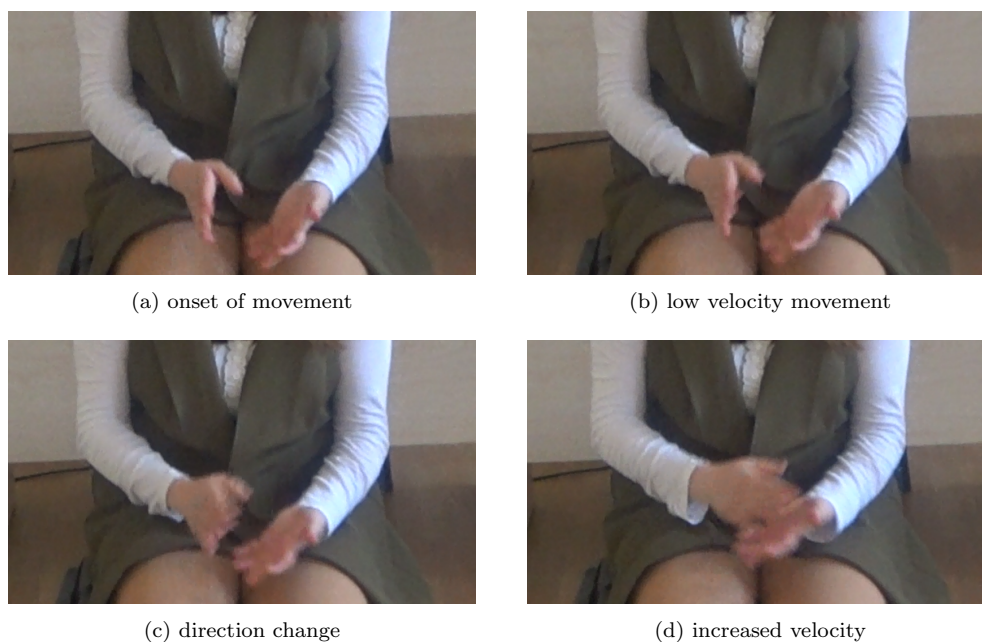 (a) onset of movement
(b) low velocity movement
(c) direction change
(d) increased velocity